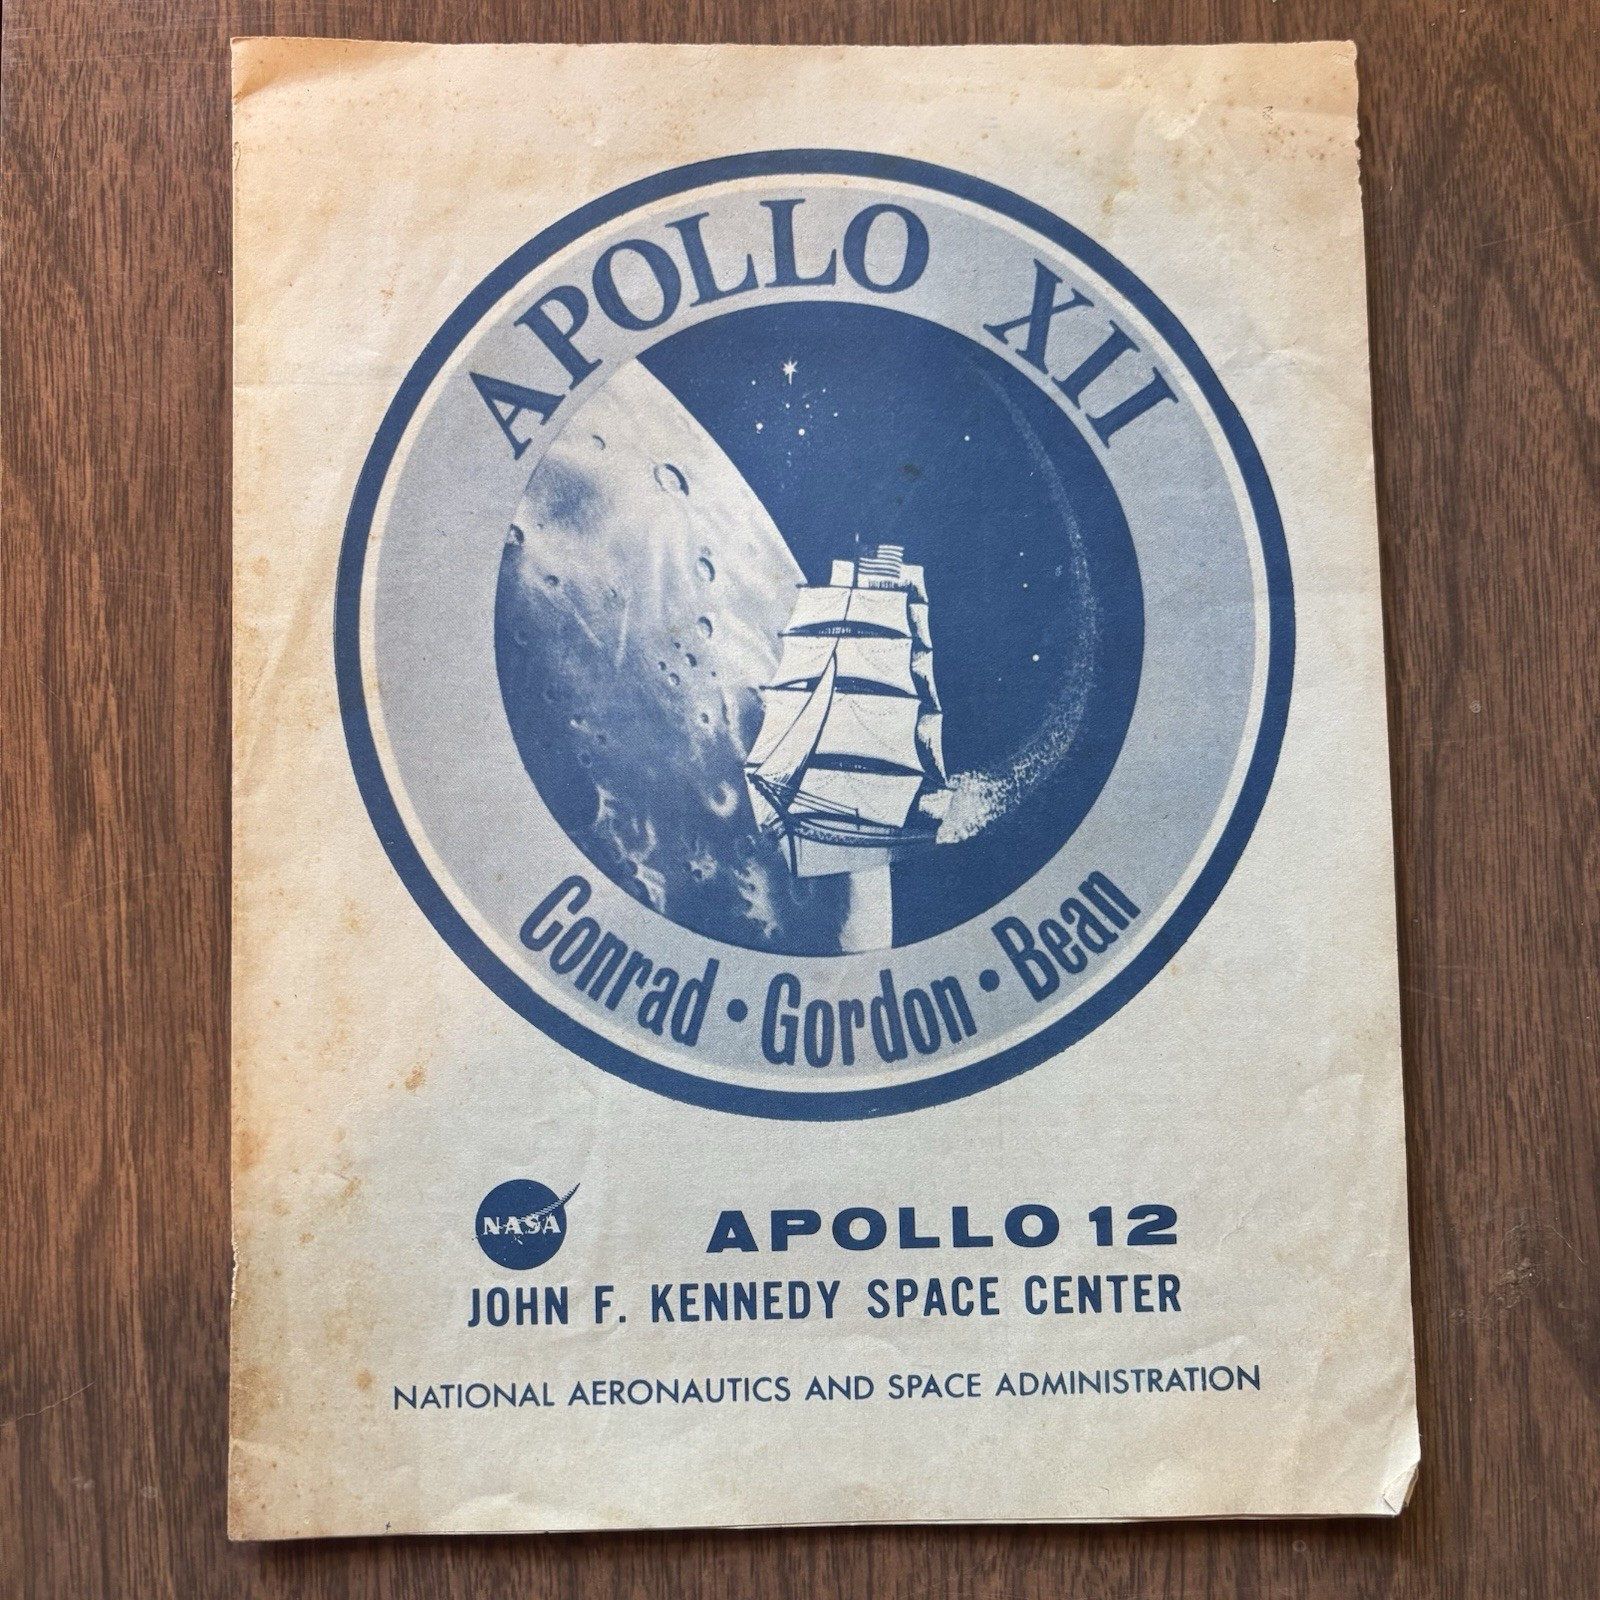 APOLLO XII
Conrad • Gordon • Bean
NASA
APOLLO 12
JOHN F. KENNEDY SPACE CENTER
NATIONAL AERONAUTICS AND SPACE ADMINISTRATION